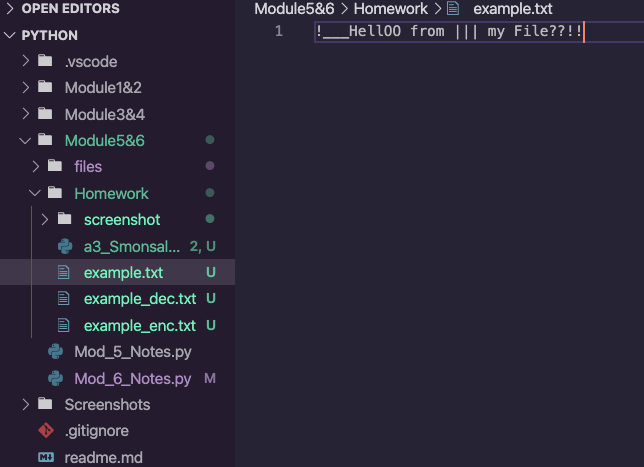 OPEN EDITORS
PYTHON
.vscode
Module1&2
Module3&4
Module5&6
files
Homework
screenshot
a3_Smonsal... 2, U
example.txt U
example_dec.txt U
example_enc.txt U
Mod_5_Notes.py
Mod_6_Notes.py M
Screenshots
.gitignore
readme.md
Module5&6 > Homework > example.txt
1 !___HellOO from ||| my File??!!